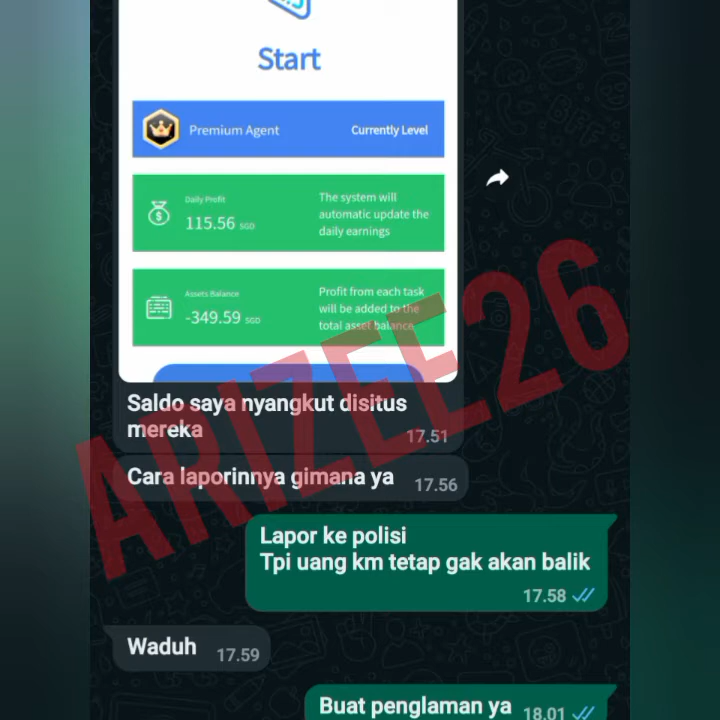 Start
Premium Agent
Currently Level
Daily Profit
115.56 SGD
The system will
automatic update the
daily earnings
Assets Balance
-349.59 SGD
Profit from each task
will be added to the
total asset balance
Saldo saya nyangkut disitus
mereka
17.51
Cara laporinnya gimana ya
17.56
Lapor ke polisi
Tpi uang km tetap gak akan balik
17.58
Waduh
17.59
Buat penglaman ya
18.01
ARIZEE26